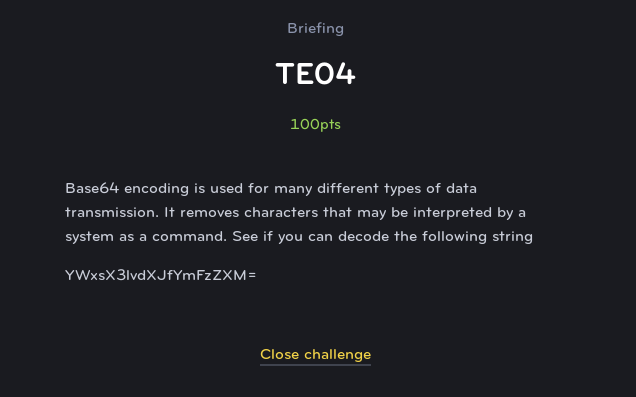 Briefing
TE04
100pts
Base64 encoding is used for many different types of data
transmission. It removes characters that may be interpreted by a
system as a command. See if you can decode the following string
YWxsX3lvdXJfYmFzZXM=
Close challenge